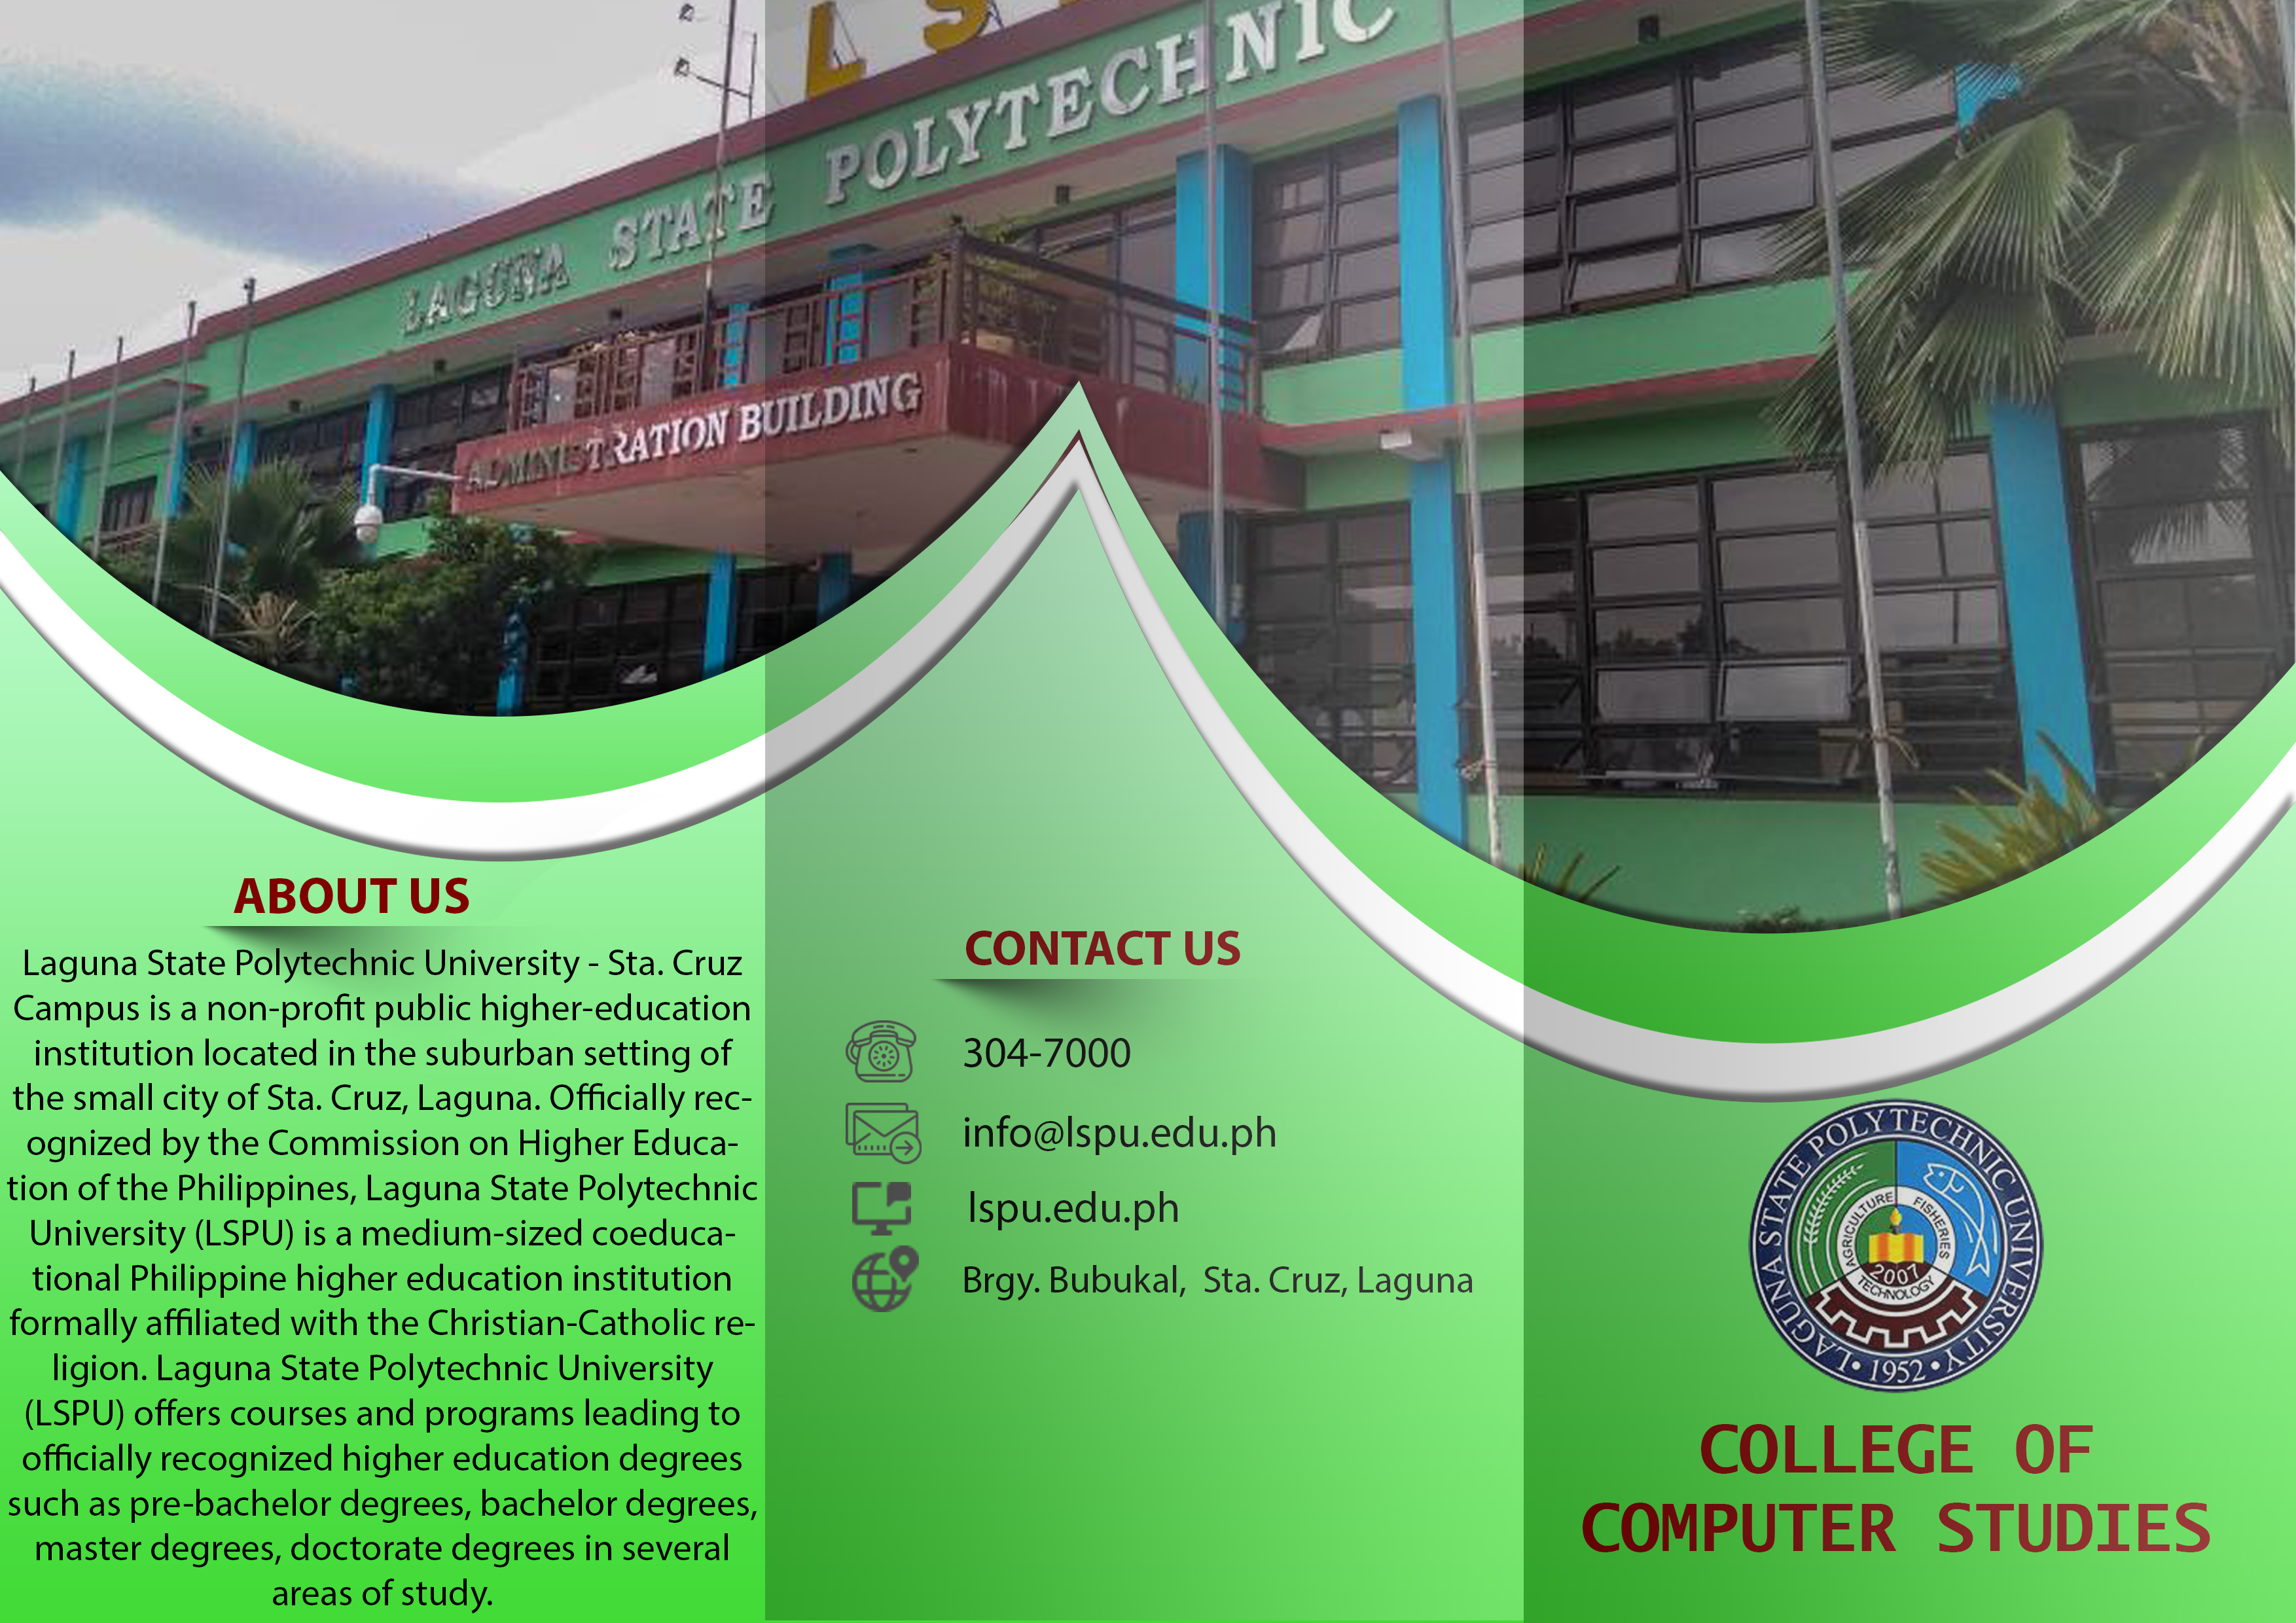 L S
LAGUNA STATE POLYTECHNIC
ADMINISTRATION BUILDING
ABOUT US
Laguna State Polytechnic University - Sta. Cruz
Campus is a non-profit public higher-education
institution located in the suburban setting of
the small city of Sta. Cruz, Laguna. Officially rec-
ognized by the Commission on Higher Educa-
tion of the Philippines, Laguna State Polytechnic
University (LSPU) is a medium-sized coeduca-
tional Philippine higher education institution
formally affiliated with the Christian-Catholic re-
ligion. Laguna State Polytechnic University
(LSPU) offers courses and programs leading to
officially recognized higher education degrees
such as pre-bachelor degrees, bachelor degrees,
master degrees, doctorate degrees in several
areas of study.
CONTACT US
304-7000
info@lspu.edu.ph
lspu.edu.ph
Brgy. Bubukal, Sta. Cruz, Laguna
LAGUNA STATE POLYTECHNIC UNIVERSITY
• 1952 •
AGRICULTURE
FISHERIES
2007
TECHNOLOGY
COLLEGE OF
COMPUTER STUDIES